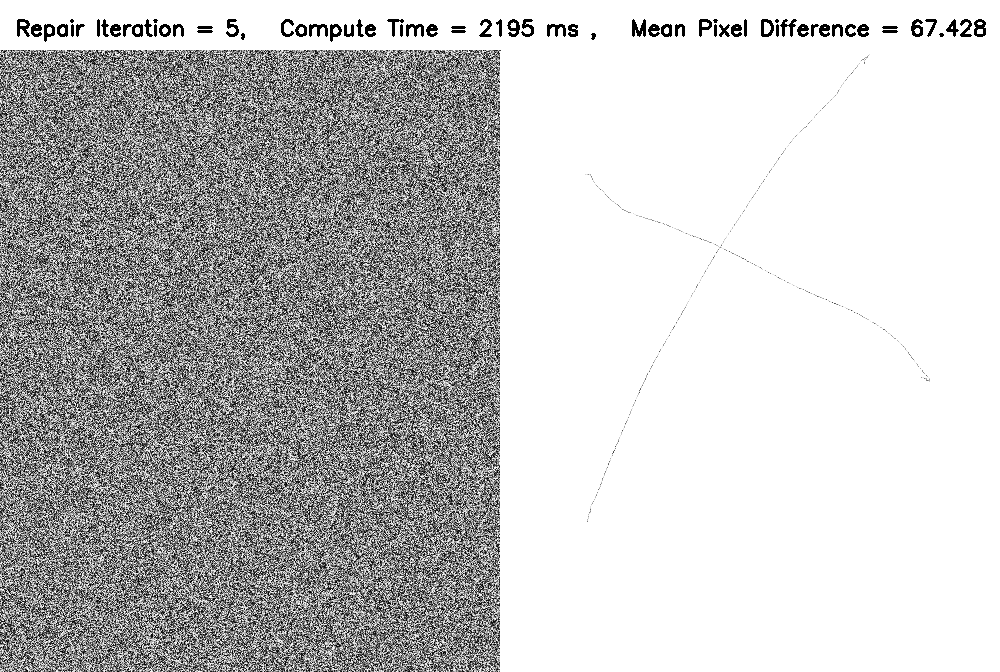 Repair Iteration = 5, Compute Time = 2195 ms , Mean Pixel Difference = 67.428